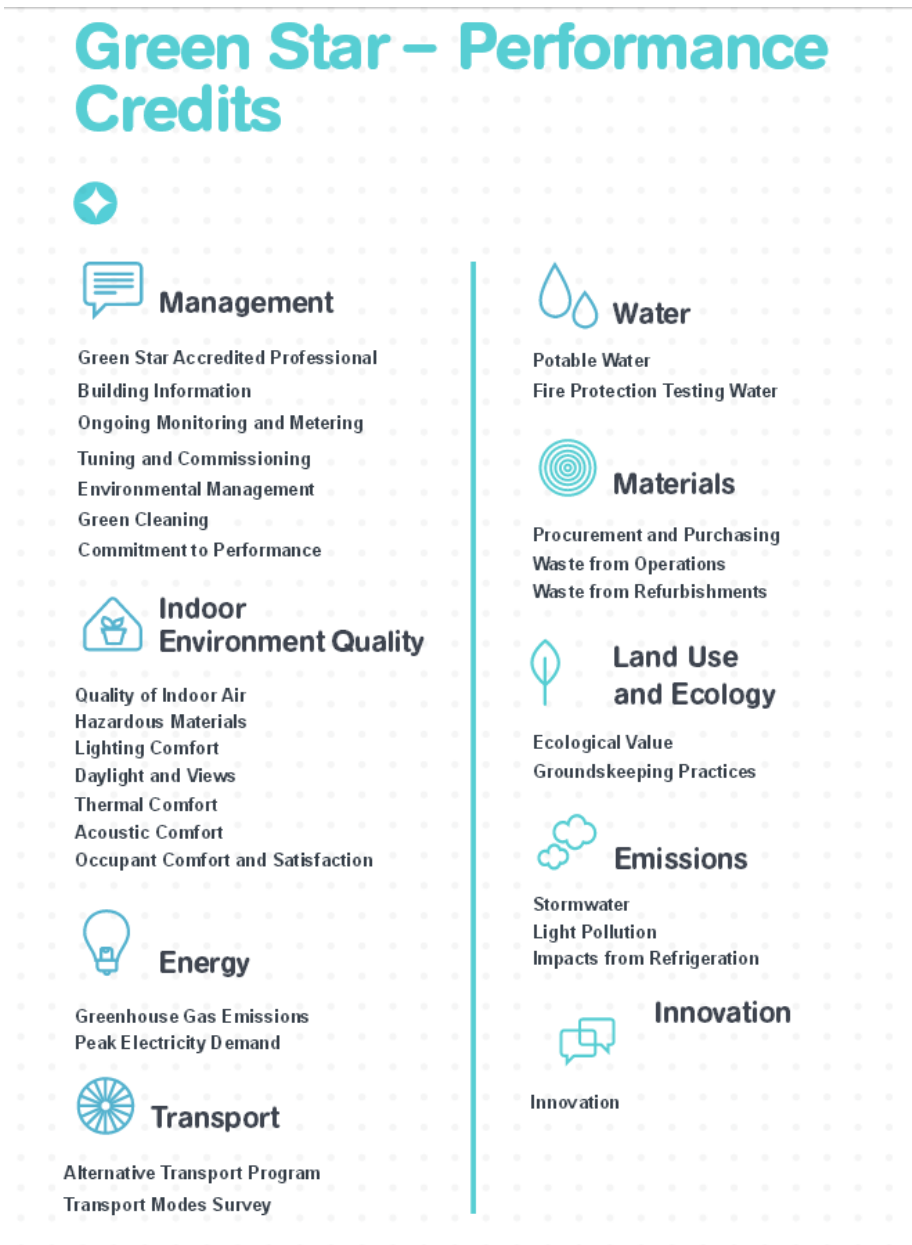 Green Star – Performance
Credits
Management
Green Star Accredited Professional
Building Information
Ongoing Monitoring and Metering
Tuning and Commissioning
Environmental Management
Green Cleaning
Commitment to Performance
Indoor
Environment Quality
Quality of Indoor Air
Hazardous Materials
Lighting Comfort
Daylight and Views
Thermal Comfort
Acoustic Comfort
Occupant Comfort and Satisfaction
Energy
Greenhouse Gas Emissions
Peak Electricity Demand
Transport
Alternative Transport Program
Transport Modes Survey
Water
Potable Water
Fire Protection Testing Water
Materials
Procurement and Purchasing
Waste from Operations
Waste from Refurbishments
Land Use
and Ecology
Ecological Value
Groundskeeping Practices
Emissions
Stormwater
Light Pollution
Impacts from Refrigeration
Innovation
Innovation